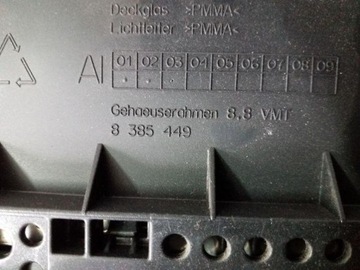 Deckglas >PMMA<
Lichtleiter >PMMA<
AI 01 02 03 04 05 06 07 08 09
Gehaeuserahmen 8,8 VMT
8 385 449